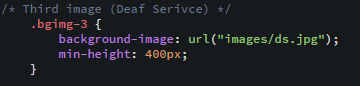 /* Third image (Deaf Serivce) */
.bgimg-3 {
background-image: url("images/ds.jpg");
min-height: 400px;
}